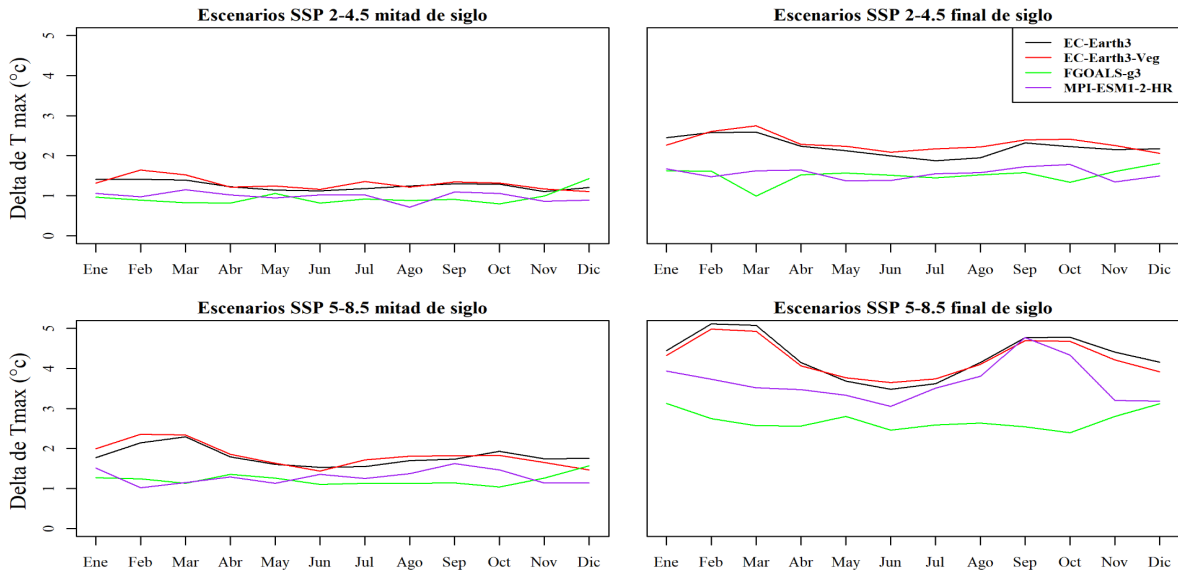 Escenarios SSP 2-4.5 mitad de siglo
Delta de T max (°c)
0 1 2 3 4 5
Ene Feb Mar Abr May Jun Jul Ago Sep Oct Nov Dic
Escenarios SSP 2-4.5 final de siglo
EC-Earth3
EC-Earth3-Veg
FGOALS-g3
MPI-ESM1-2-HR
Ene Feb Mar Abr May Jun Jul Ago Sep Oct Nov Dic
Escenarios SSP 5-8.5 mitad de siglo
Delta de Tmax (°c)
0 1 2 3 4 5
Ene Feb Mar Abr May Jun Jul Ago Sep Oct Nov Dic
Escenarios SSP 5-8.5 final de siglo
Ene Feb Mar Abr May Jun Jul Ago Sep Oct Nov Dic